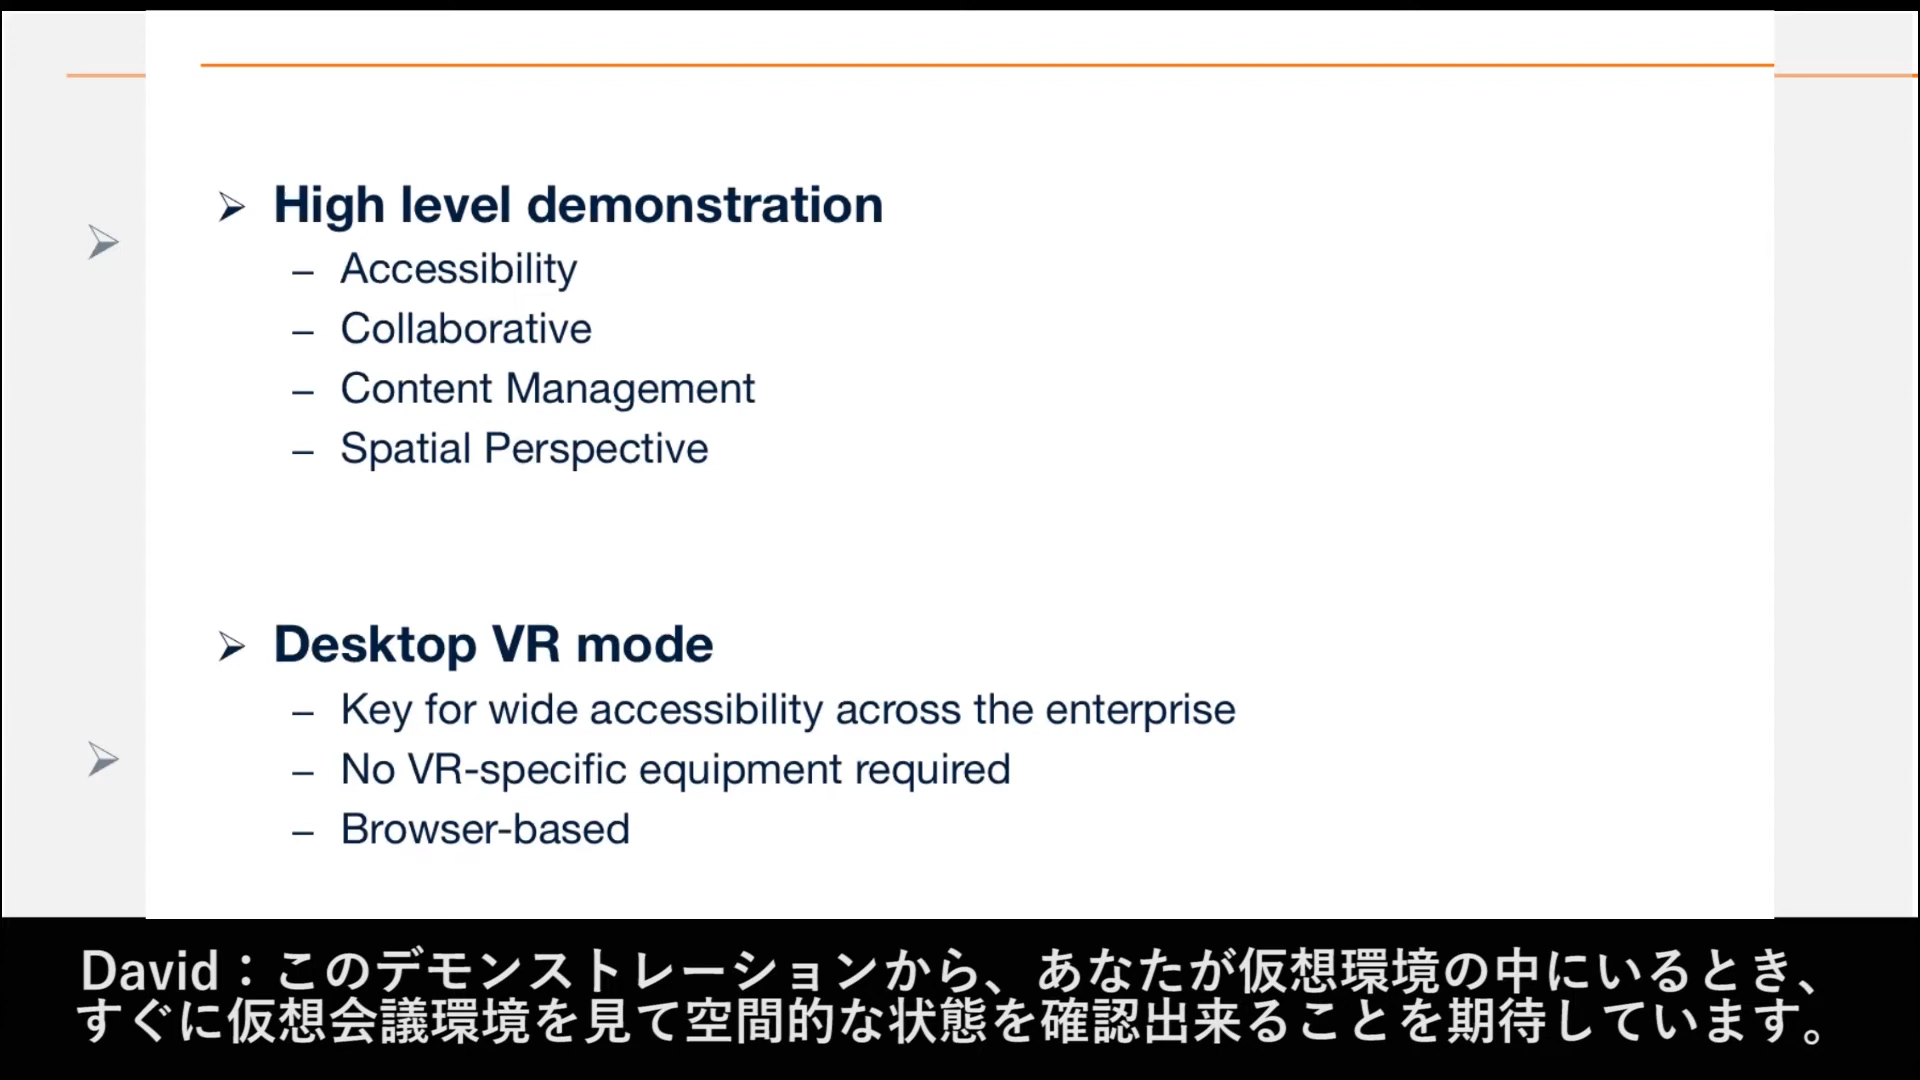 ➢ High level demonstration
– Accessibility
– Collaborative
– Content Management
– Spatial Perspective
➢ Desktop VR mode
– Key for wide accessibility across the enterprise
– No VR-specific equipment required
– Browser-based
David：このデモンストレーションから、あなたが仮想環境の中にいるとき、
すぐに仮想会議環境を見て空間的な状態を確認出来ることを期待しています。